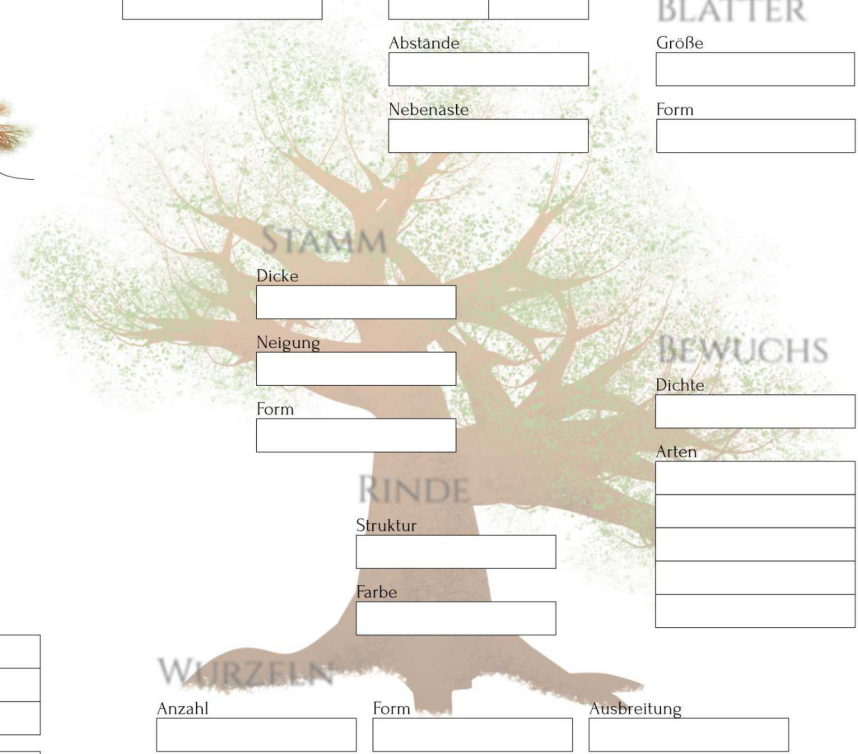 BLÄTTER
Abstände
Größe
Nebenäste
Form
STAMM
Dicke
Neigung
Form
BEWUCHS
Dichte
Arten
RINDE
Struktur
Farbe
WURZELN
Anzahl
Form
Ausbreitung